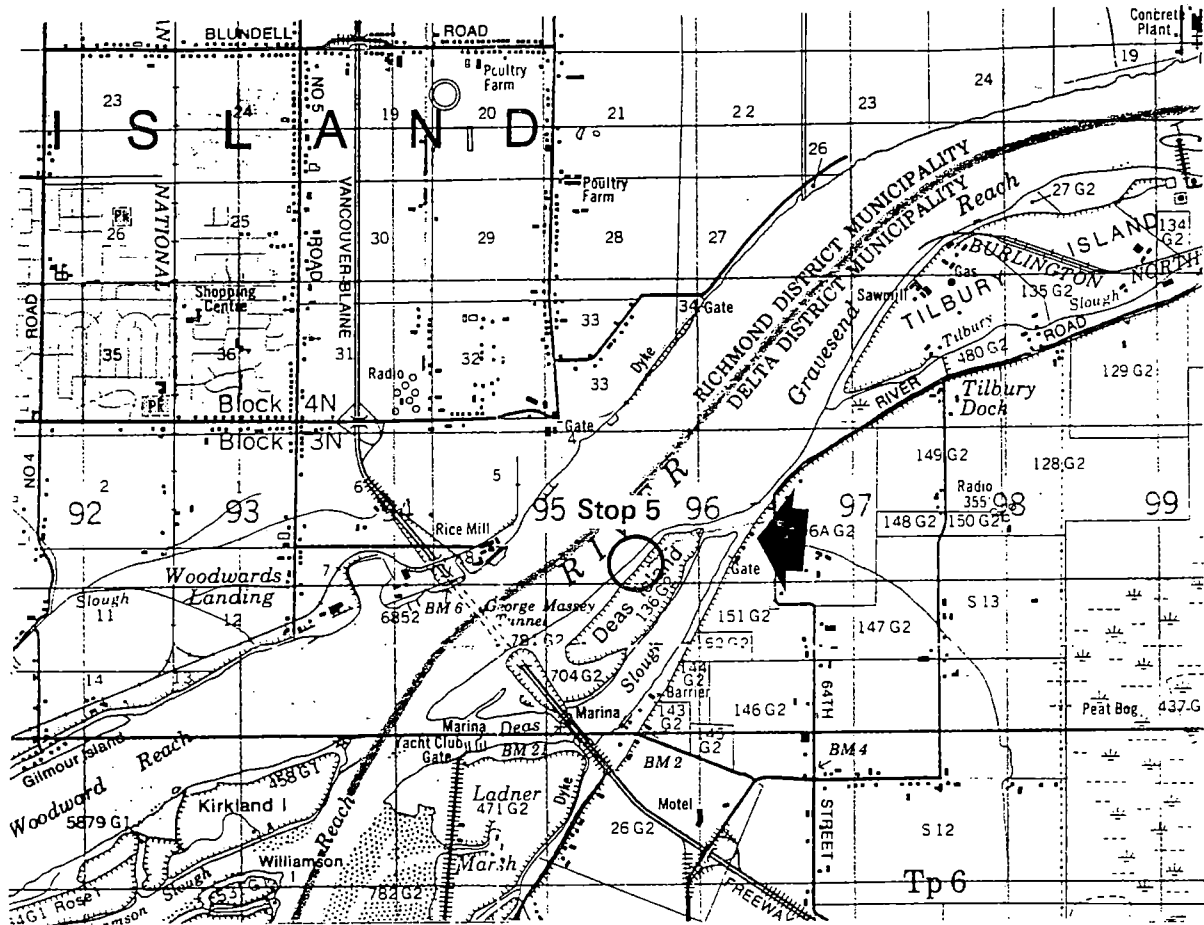 BLUNDELL ROAD
Concrete
Plant
19
23
24
NO 5
19
20
Poultry
Farm
21
22
23
24
ISLAND
26
Poultry
Farm
Pk
26
NATIONAL
25
ROAD
VANCOUVER-BLAINE
30
29
28
27
RICHMOND DISTRICT MUNICIPALITY
DELTA DISTRICT MUNICIPALITY
Reach
27 G2
134
G2
ISLAND
BURLINGTON
NORTH
Gas
135 G2
Sawmill
TILBURY
Slough
Shopping
Centre
ROAD
35
36
31
32
Radio
33
34
Gate
33
Dyke
Gravesend
Tilbury
480 G2
RIVER ROAD
129 G2
Tilbury
Dock
Pk
Block 4N
Block 3N
Gate
4
NO 4
2
1
6
5
149 G2
128 G2
Radio
355
92
93
94
95
96
97
98
99
Stop 5
148 G2
150 G2
6A G2
Rice Mill
8
R I R
Gate
7
Woodwards
Landing
Slough
11
12
BM 6
6852
George Massey
Tunnel
Deas Island
136 G2
151 G2
S 13
147 G2
14
13
704 G2
Slough
Barrier
143
G2
146 G2
64TH
STREET
Peat Bog
437 G
Marina
Marina
Deas
Yacht Club
Gate
BM 2
BM 2
BM 4
Gilmour Island
Woodward Reach
5879 G1
458 G1
Kirkland I
Reach
Ladner
471 G2
Marsh
Dyke
Motel
26 G2
S 12
Slough
Williamson
I
782 G2
FREEWAY
Tp 6
Rose I